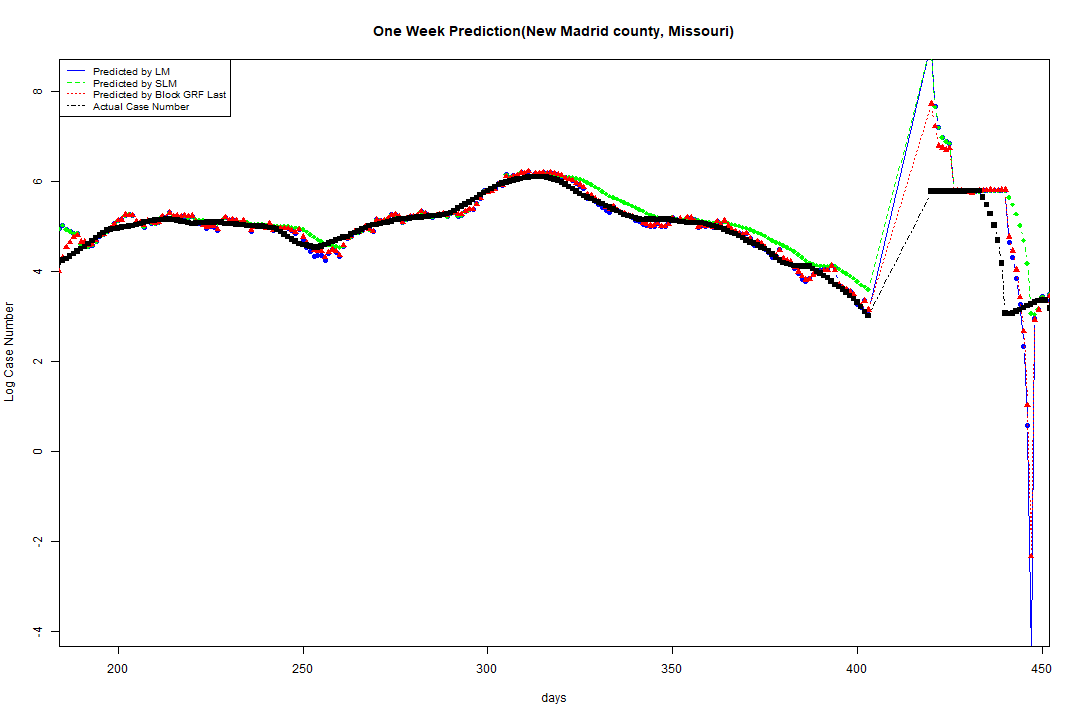 One Week Prediction(New Madrid county, Missouri)
Predicted by LM
Predicted by SLM
Predicted by Block GRF Last
Actual Case Number
8
6
4
2
0
-2
-4
Log Case Number
200 250 300 350 400 450
days